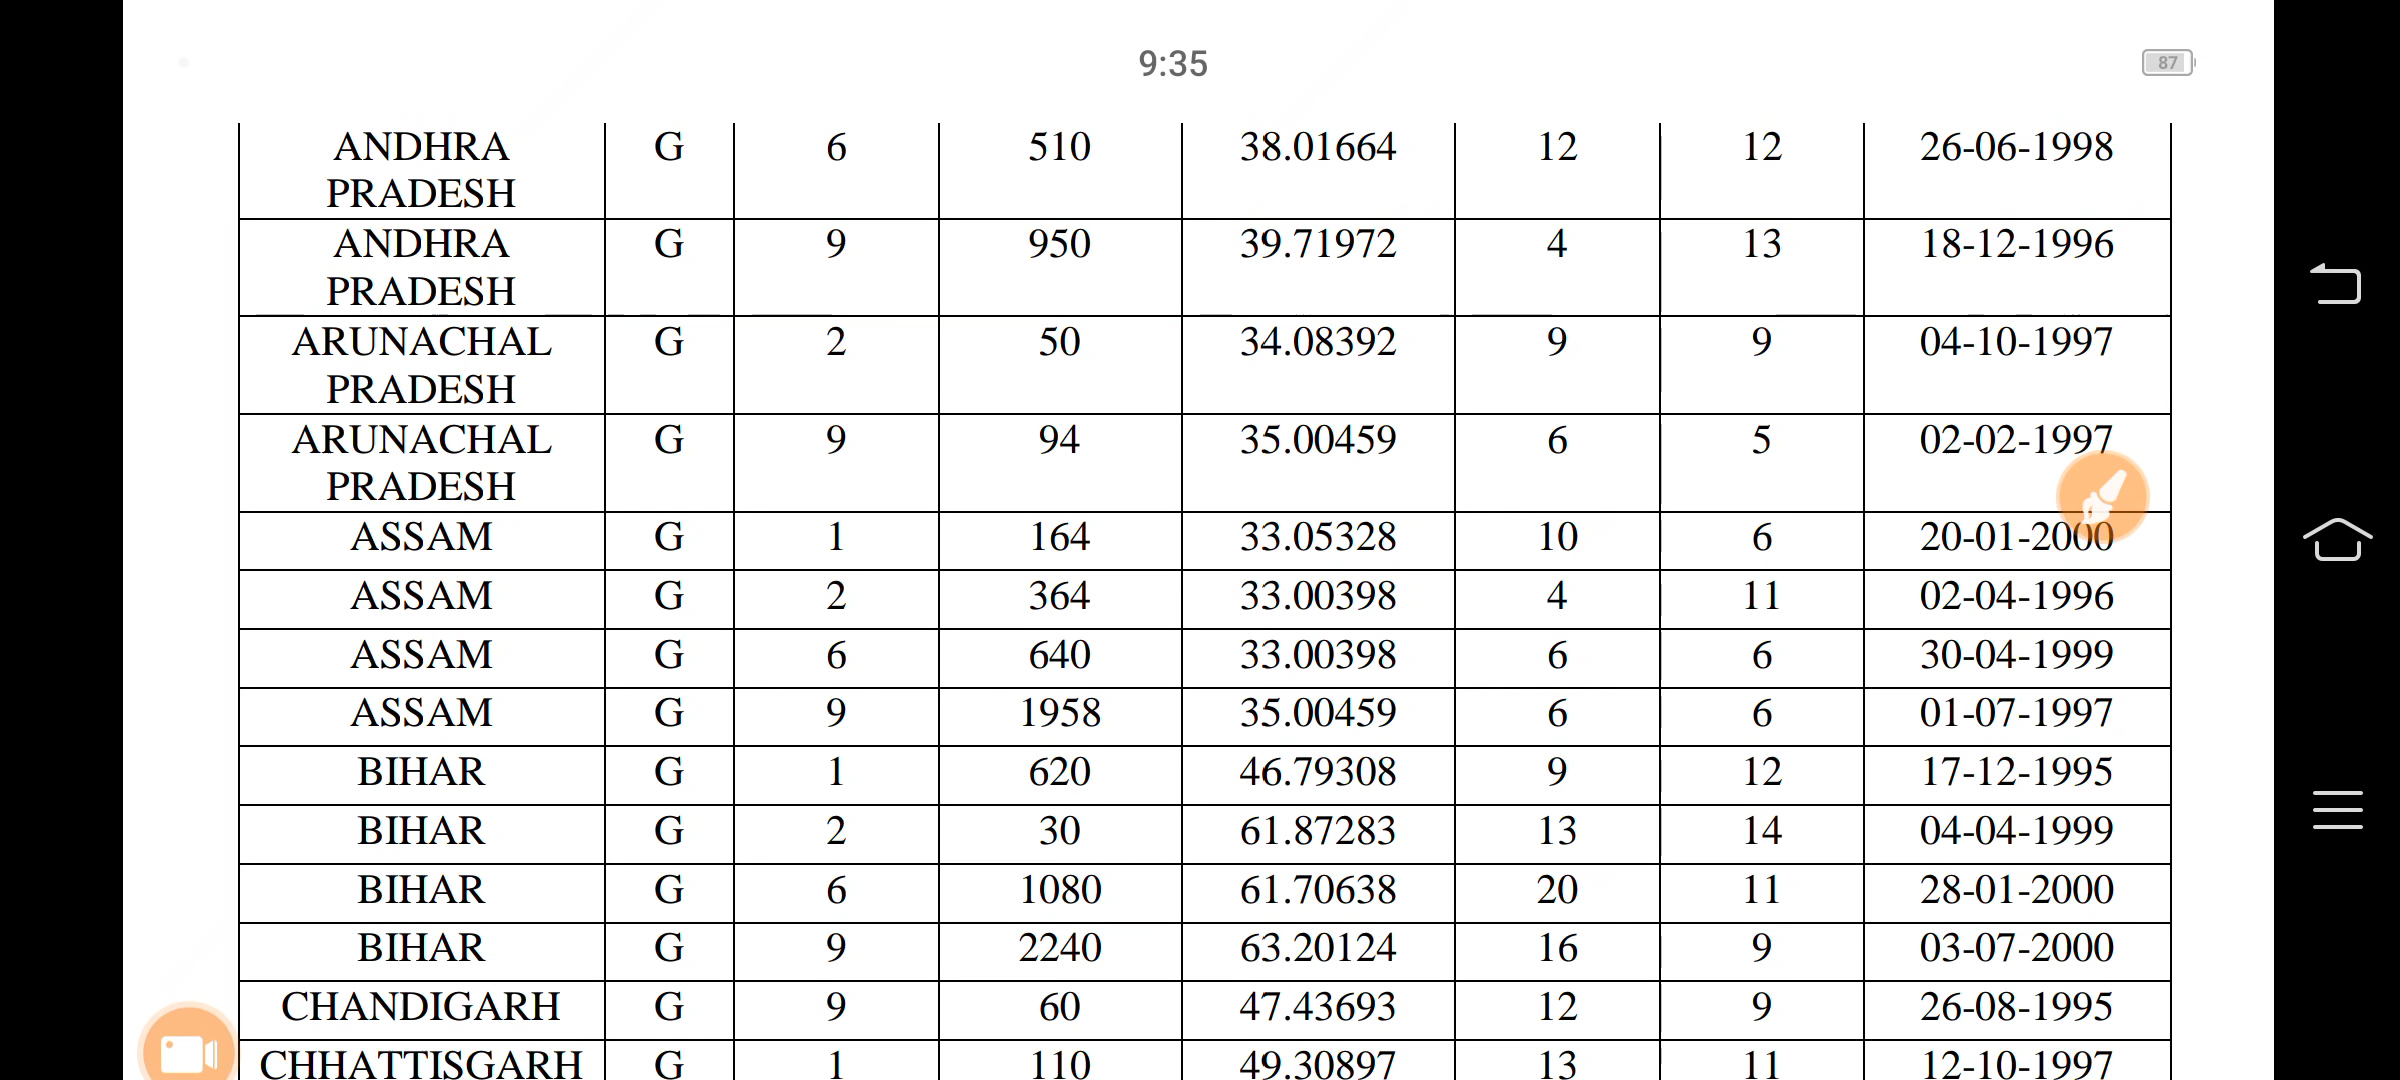 9:35
87
ANDHRA PRADESH G 6 510 38.01664 12 12 26-06-1998
ANDHRA PRADESH G 9 950 39.71972 4 13 18-12-1996
ARUNACHAL PRADESH G 2 50 34.08392 9 9 04-10-1997
ARUNACHAL PRADESH G 9 94 35.00459 6 5 02-02-1997
ASSAM G 1 164 33.05328 10 6 20-01-2000
ASSAM G 2 364 33.00398 4 11 02-04-1996
ASSAM G 6 640 33.00398 6 6 30-04-1999
ASSAM G 9 1958 35.00459 6 6 01-07-1997
BIHAR G 1 620 46.79308 9 12 17-12-1995
BIHAR G 2 30 61.87283 13 14 04-04-1999
BIHAR G 6 1080 61.70638 20 11 28-01-2000
BIHAR G 9 2240 63.20124 16 9 03-07-2000
CHANDIGARH G 9 60 47.43693 12 9 26-08-1995
CHHATTISGARH G 1 110 49.30897 13 11 12-10-1997